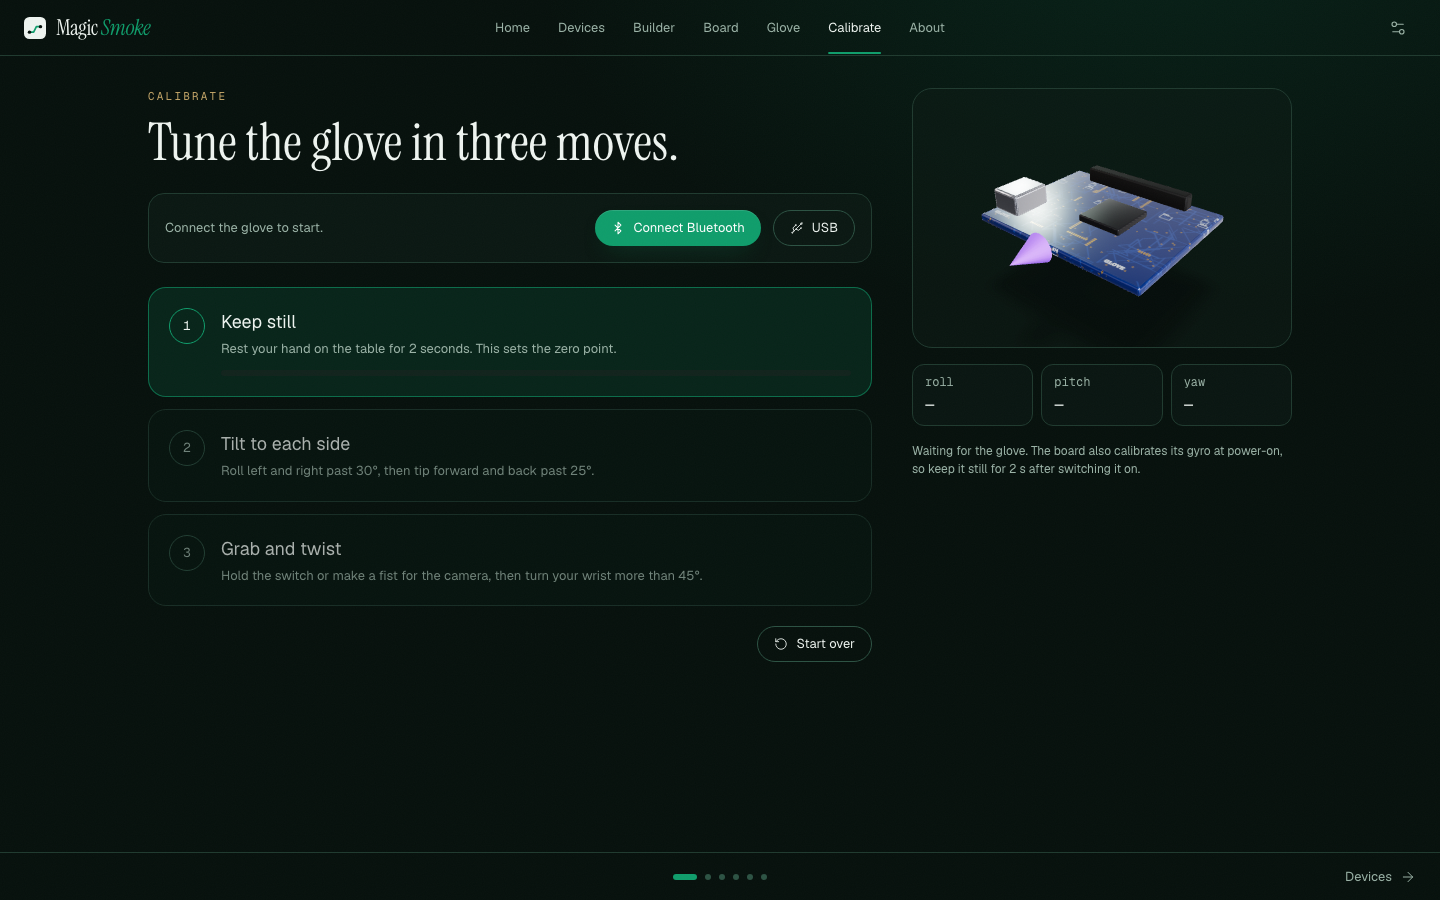 Magic Smoke
Home
Devices
Builder
Board
Glove
Calibrate
About
CALIBRATE
Tune the glove in three moves.
Connect the glove to start.
Connect Bluetooth
USB
1
Keep still
Rest your hand on the table for 2 seconds. This sets the zero point.
2
Tilt to each side
Roll left and right past 30°, then tip forward and back past 25°.
3
Grab and twist
Hold the switch or make a fist for the camera, then turn your wrist more than 45°.
Start over
GLOVE
roll
–
pitch
–
yaw
–
Waiting for the glove. The board also calibrates its gyro at power-on,
so keep it still for 2 s after switching it on.
Devices